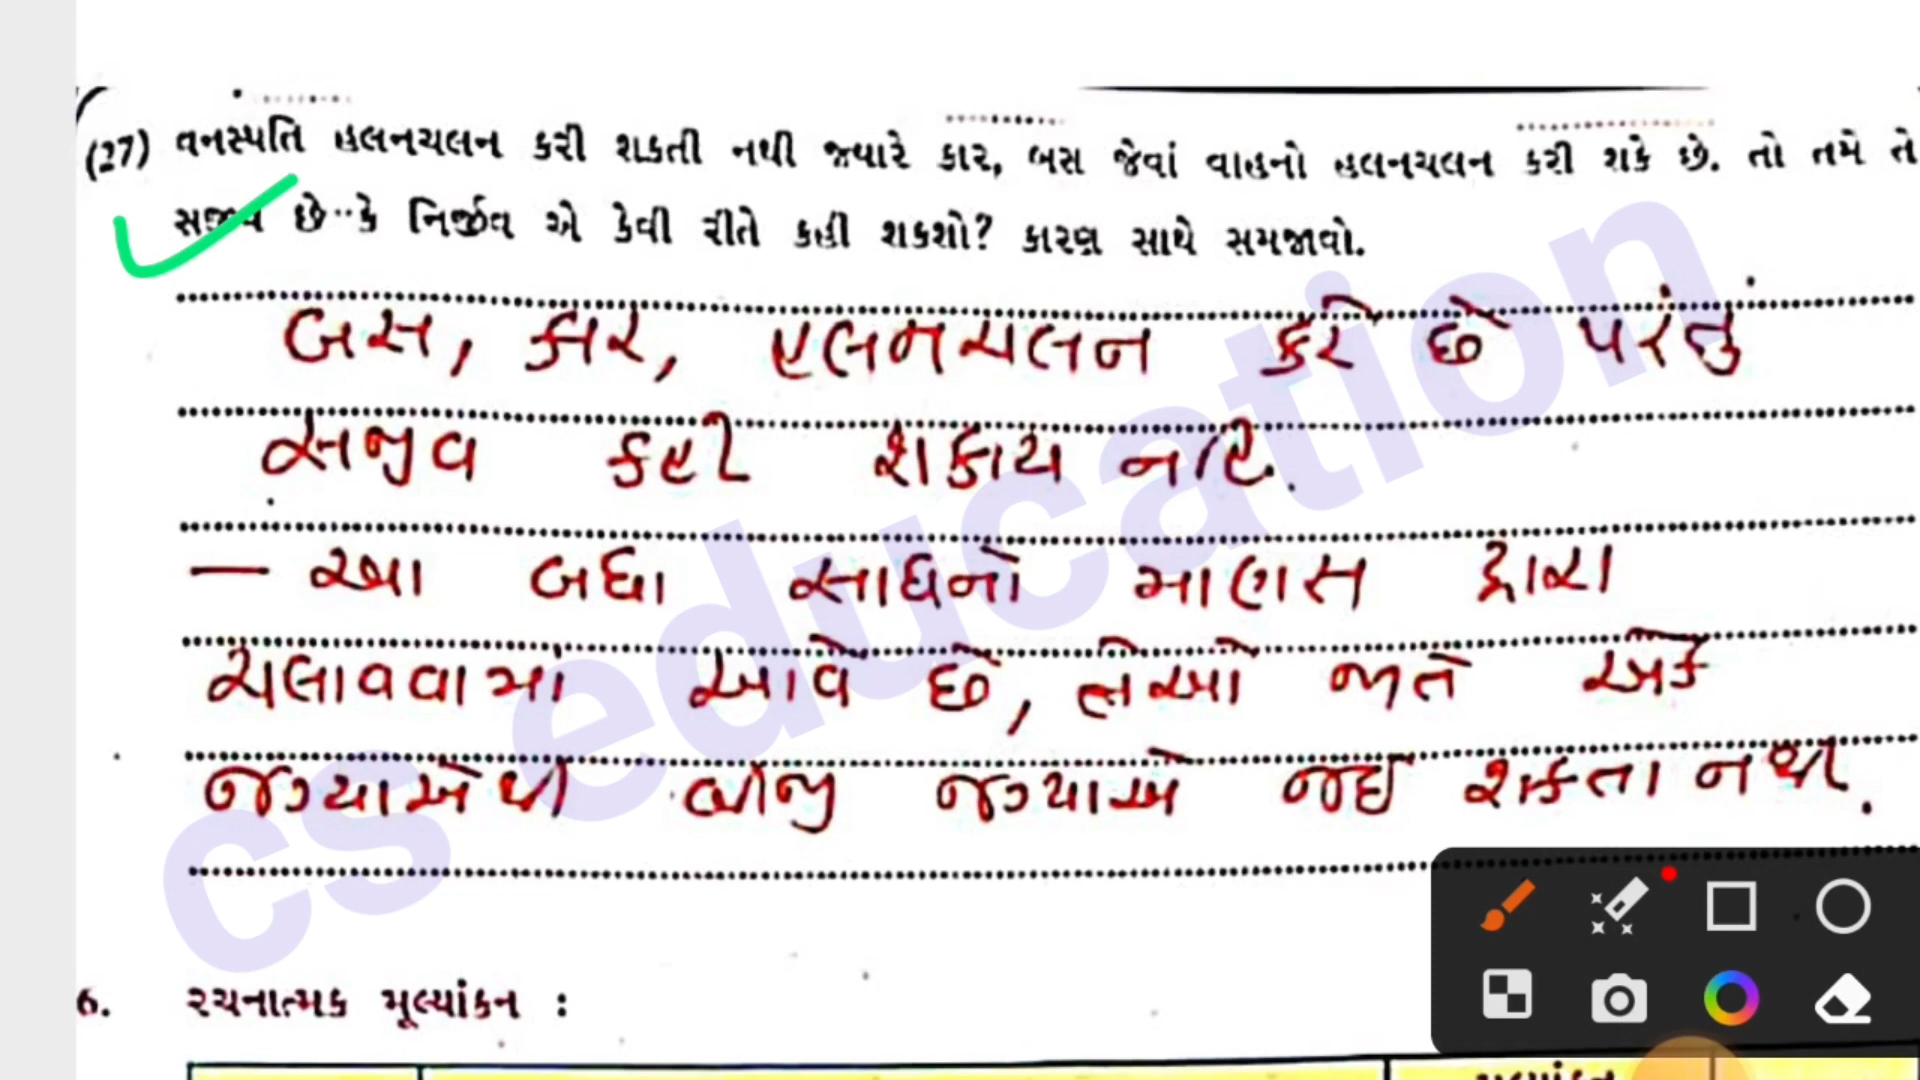 (27) વનસ્પતિ હલનચલન કરી શકતી નથી જ્યારે કાર, બસ જેવાં વાહનો હલનચલન કરી શકે છે. તો તમે તે
સજીવ છે કે નિર્જીવ એ કેવી રીતે કહી શકશો? કારણ સાથે સમજાવો.
બસ, કાર, હલનચલન કરે છે પરંતુ
સજીવ કહી શકાય નહિ.
– આ બધા સાધનો માણસ દ્વારા
ચલાવવામાં આવે છે, તેઓ જાતે એક
જગ્યાએથી બીજી જગ્યાએ જઈ શકતા નથી.
cs education
6. રચનાત્મક મૂલ્યાંકન :